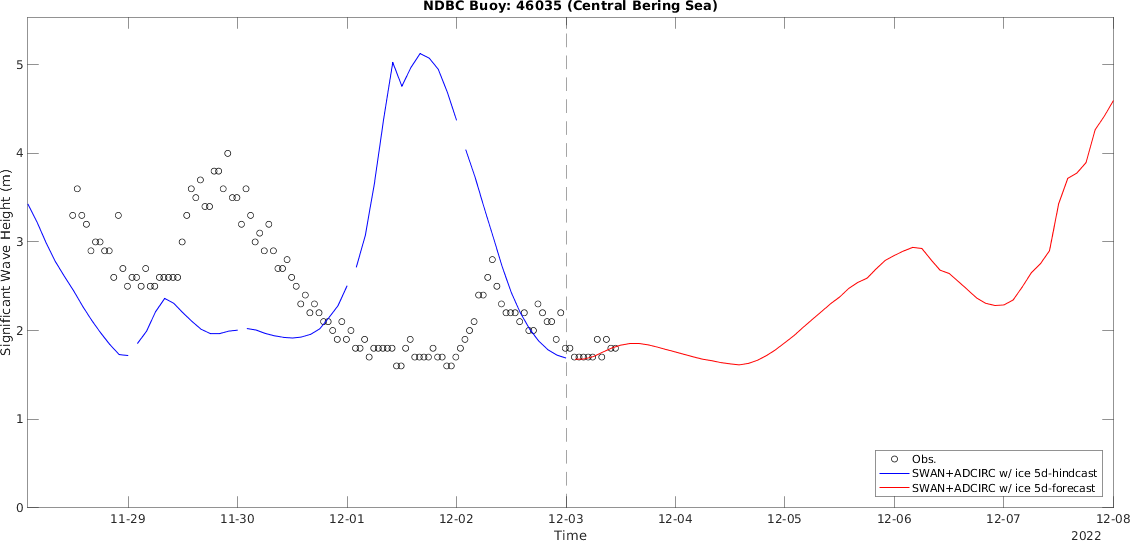 NDBC Buoy: 46035 (Central Bering Sea)
Significant Wave Height (m)
5
4
3
2
1
0
Obs.
SWAN+ADCIRC w/ ice 5d-hindcast
SWAN+ADCIRC w/ ice 5d-forecast
11-29 11-30 12-01 12-02 12-03 12-04 12-05 12-06 12-07 12-08
Time
2022